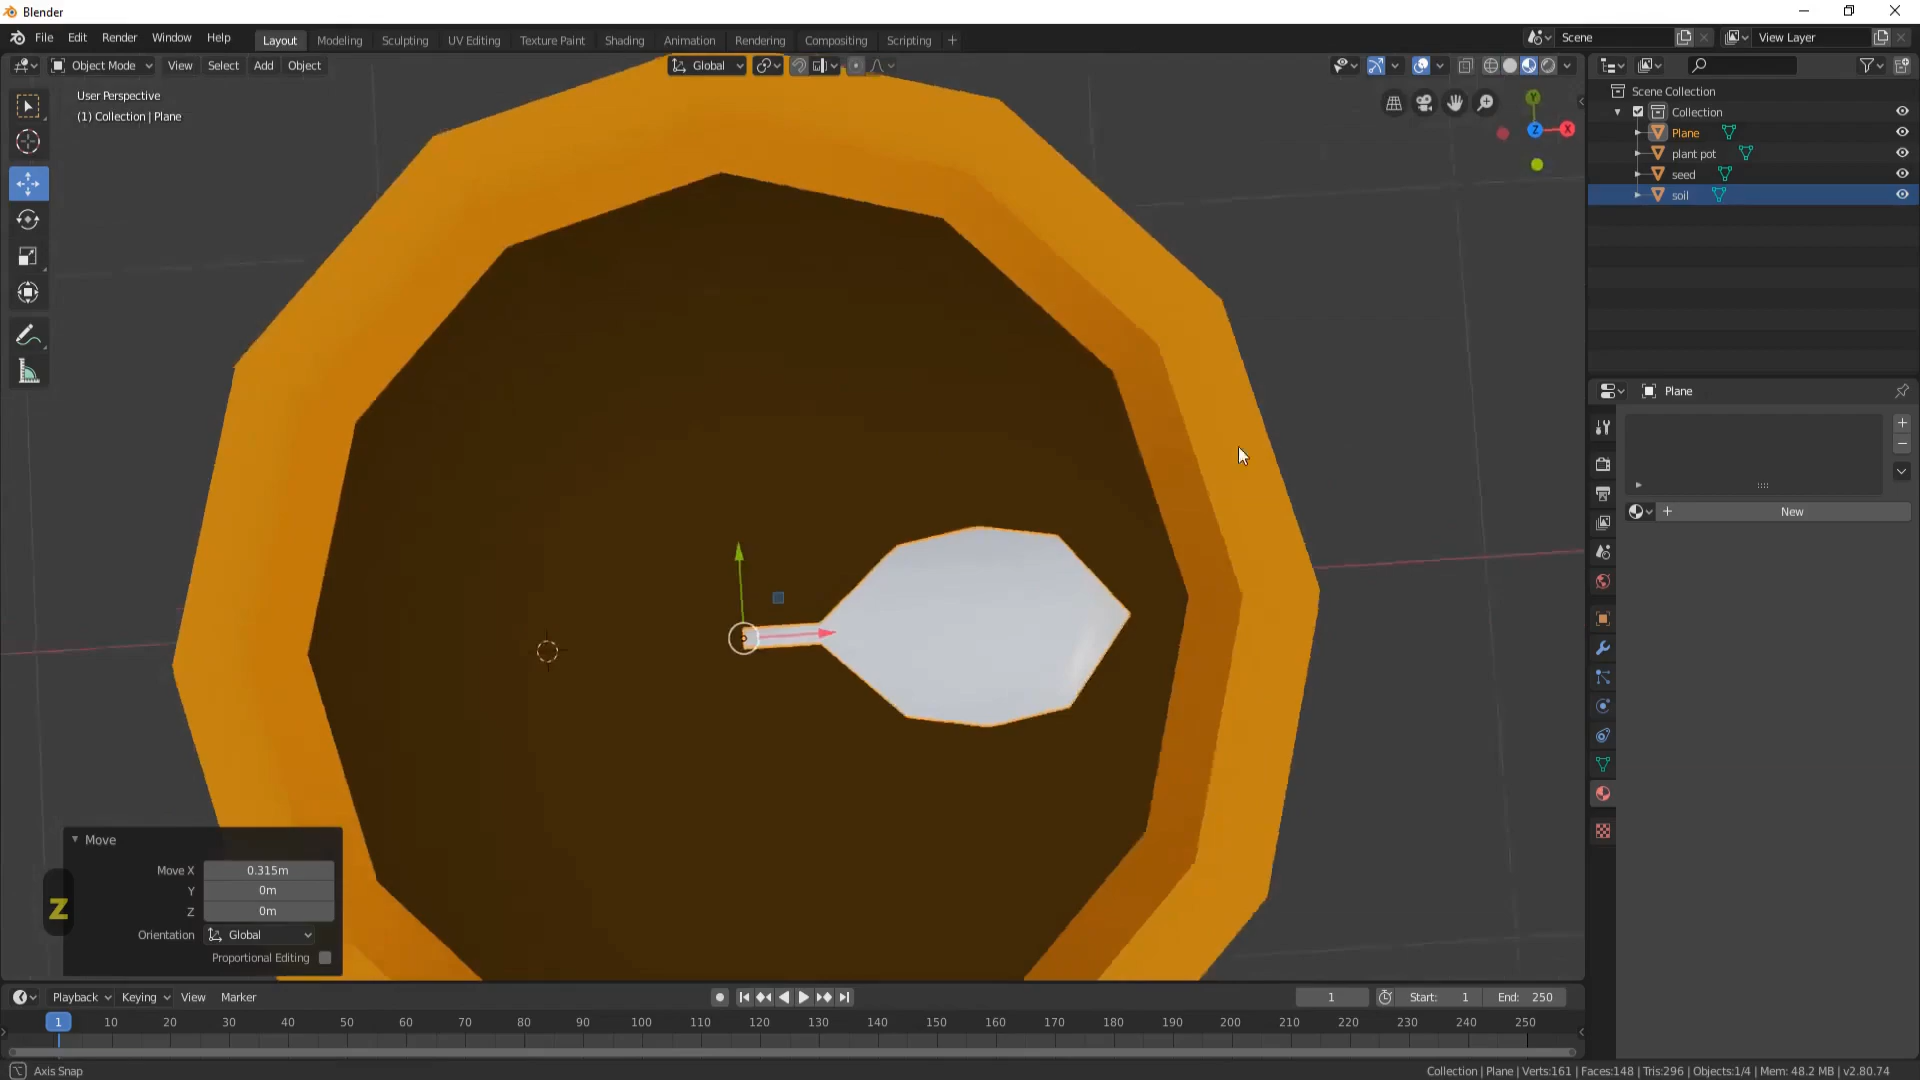 Blender
File Edit Render Window Help
Layout Modeling Sculpting UV Editing Texture Paint Shading Animation Rendering Compositing Scripting +
Scene
View Layer
Object Mode View Select Add Object
Global
User Perspective
(1) Collection | Plane
Y
Z
X
Scene Collection
Collection
Plane
plant pot
seed
soil
Plane
New
Move
Move X 0.315m
Y 0m
Z 0m
Orientation Global
Proportional Editing
Z
Playback Keying View Marker
1
Start: 1
End: 250
1 10 20 30 40 50 60 70 80 90 100 110 120 130 140 150 160 170 180 190 200 210 220 230 240 250
Axis Snap
Collection | Plane | Verts:161 | Faces:148 | Tris:296 | Objects:1/4 | Mem: 48.2 MB | v2.80.74